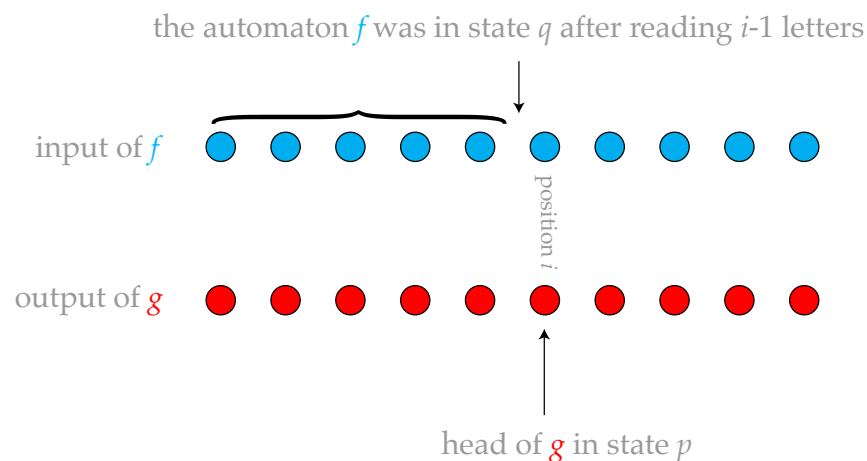 the automaton f was in state q after reading i-1 letters
input of f
position i
output of g
head of g in state p